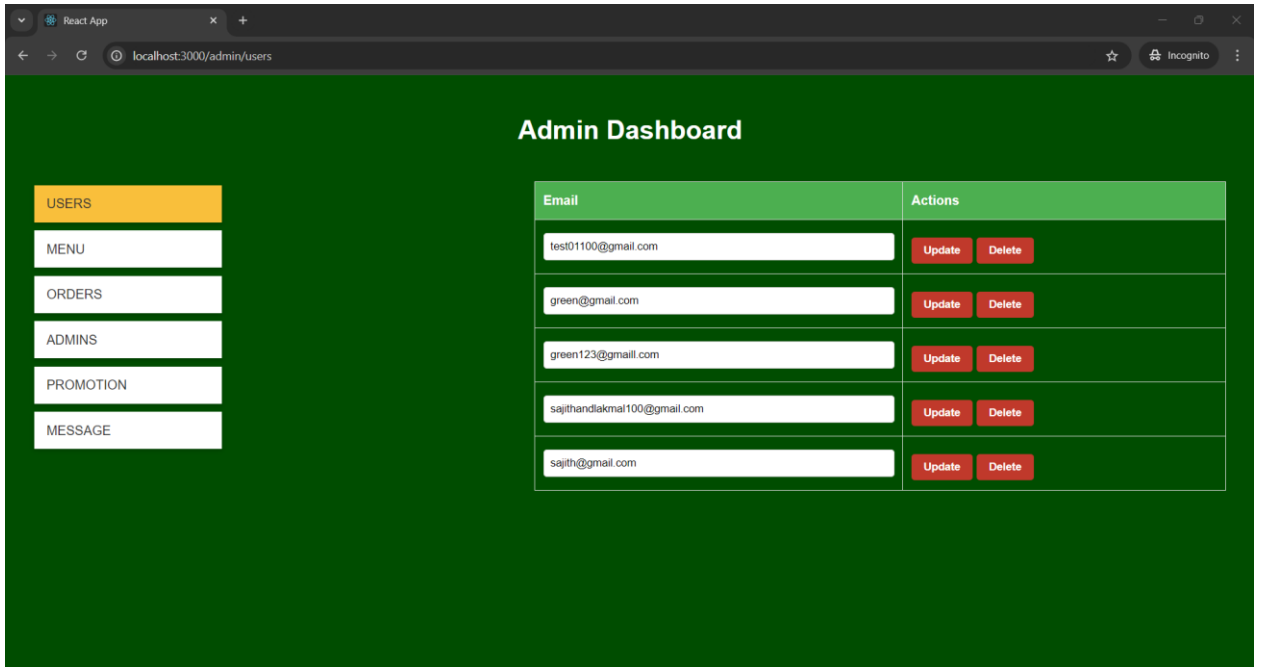 React App
localhost:3000/admin/users
Incognito
Admin Dashboard
USERS
MENU
ORDERS
ADMINS
PROMOTION
MESSAGE
Email Actions
test01100@gmail.com Update Delete
green@gmail.com Update Delete
green123@gmaill.com Update Delete
sajithandlakmal100@gmail.com Update Delete
sajith@gmail.com Update Delete